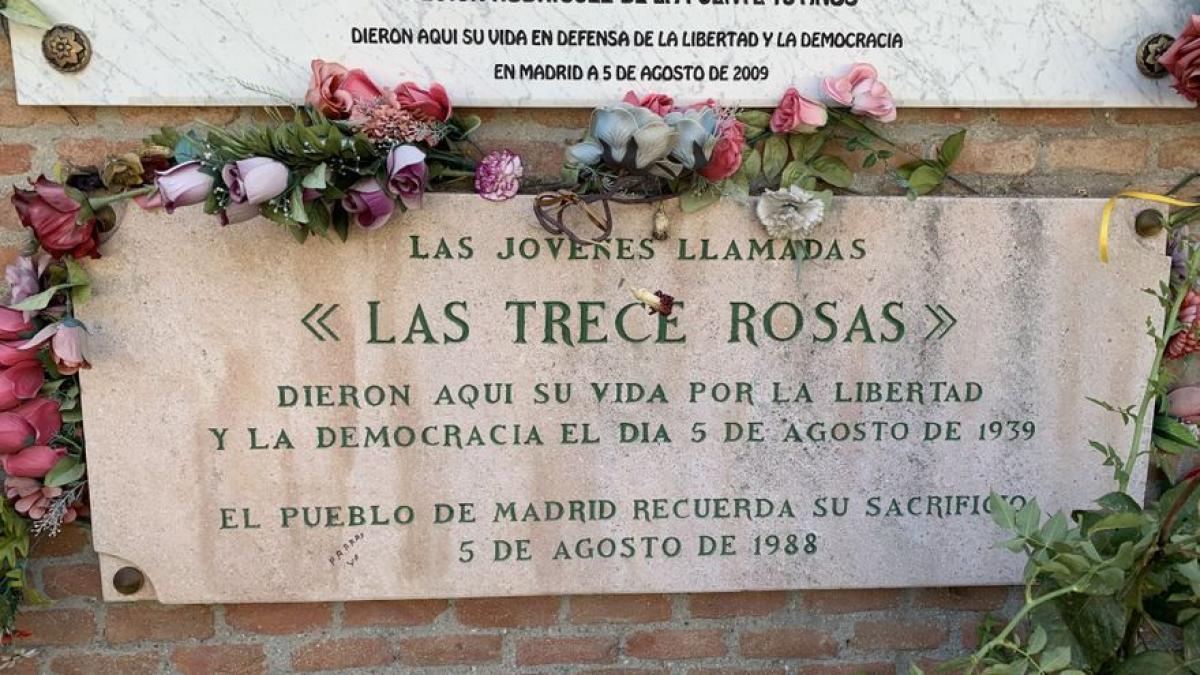 DIERON AQUI SU VIDA EN DEFENSA DE LA LIBERTAD Y LA DEMOCRACIA
EN MADRID A 5 DE AGOSTO DE 2009
LAS JOVENES LLAMADAS
« LAS TRECE ROSAS »
DIERON AQUI SU VIDA POR LA LIBERTAD
Y LA DEMOCRACIA EL DIA 5 DE AGOSTO DE 1939
EL PUEBLO DE MADRID RECUERDA SU SACRIFICIO
5 DE AGOSTO DE 1988